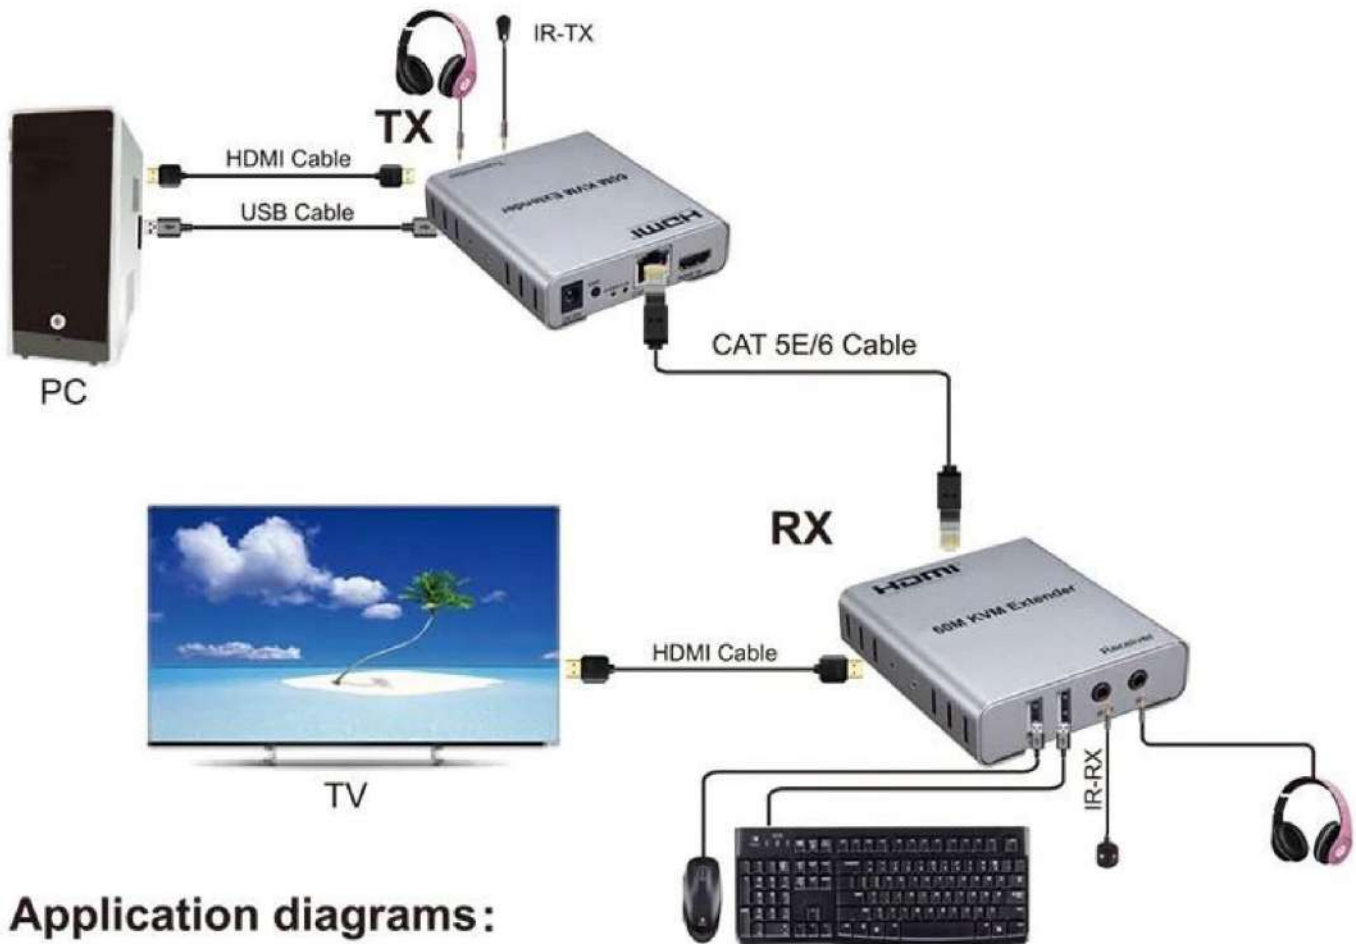 IR-TX
TX
HDMI Cable
USB Cable
60M KVM Extender
HDMI
CAT 5E/6 Cable
PC
RX
HDMI
60M KVM Extender
Receiver
HDMI Cable
IR-RX
TV
Application diagrams: